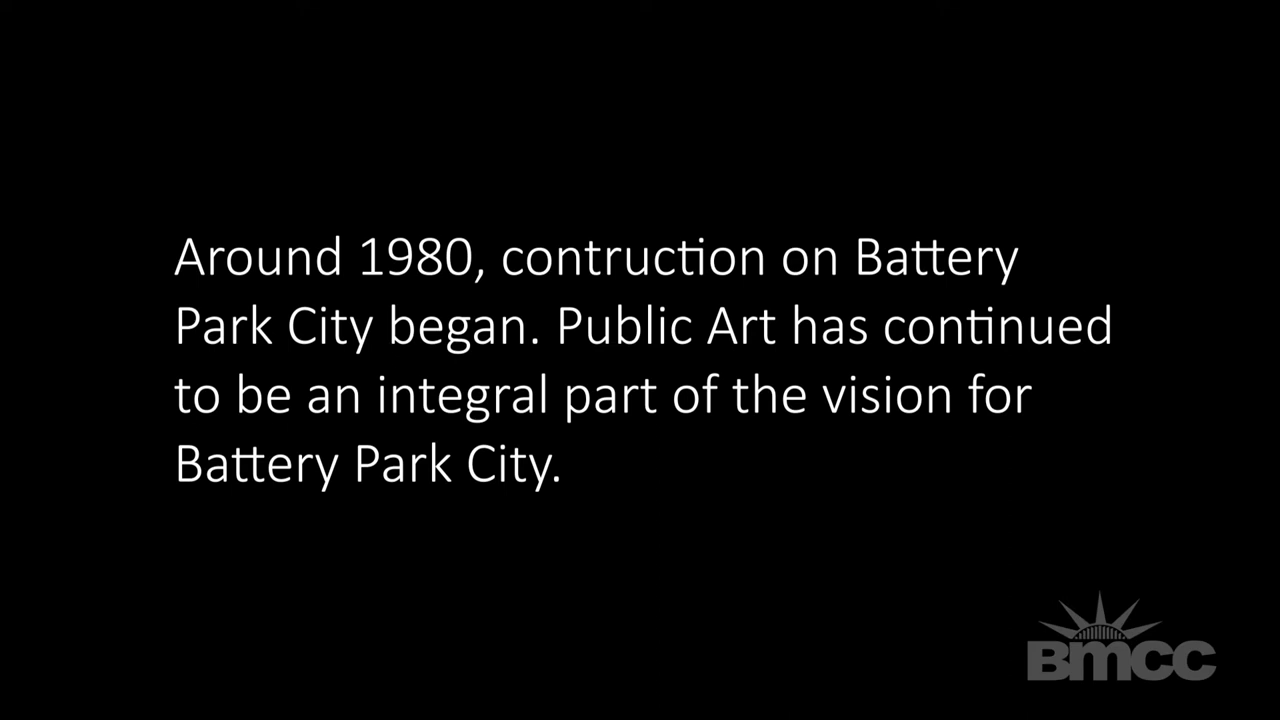 Around 1980, contruction on Battery
Park City began. Public Art has continued
to be an integral part of the vision for
Battery Park City.
BMCC